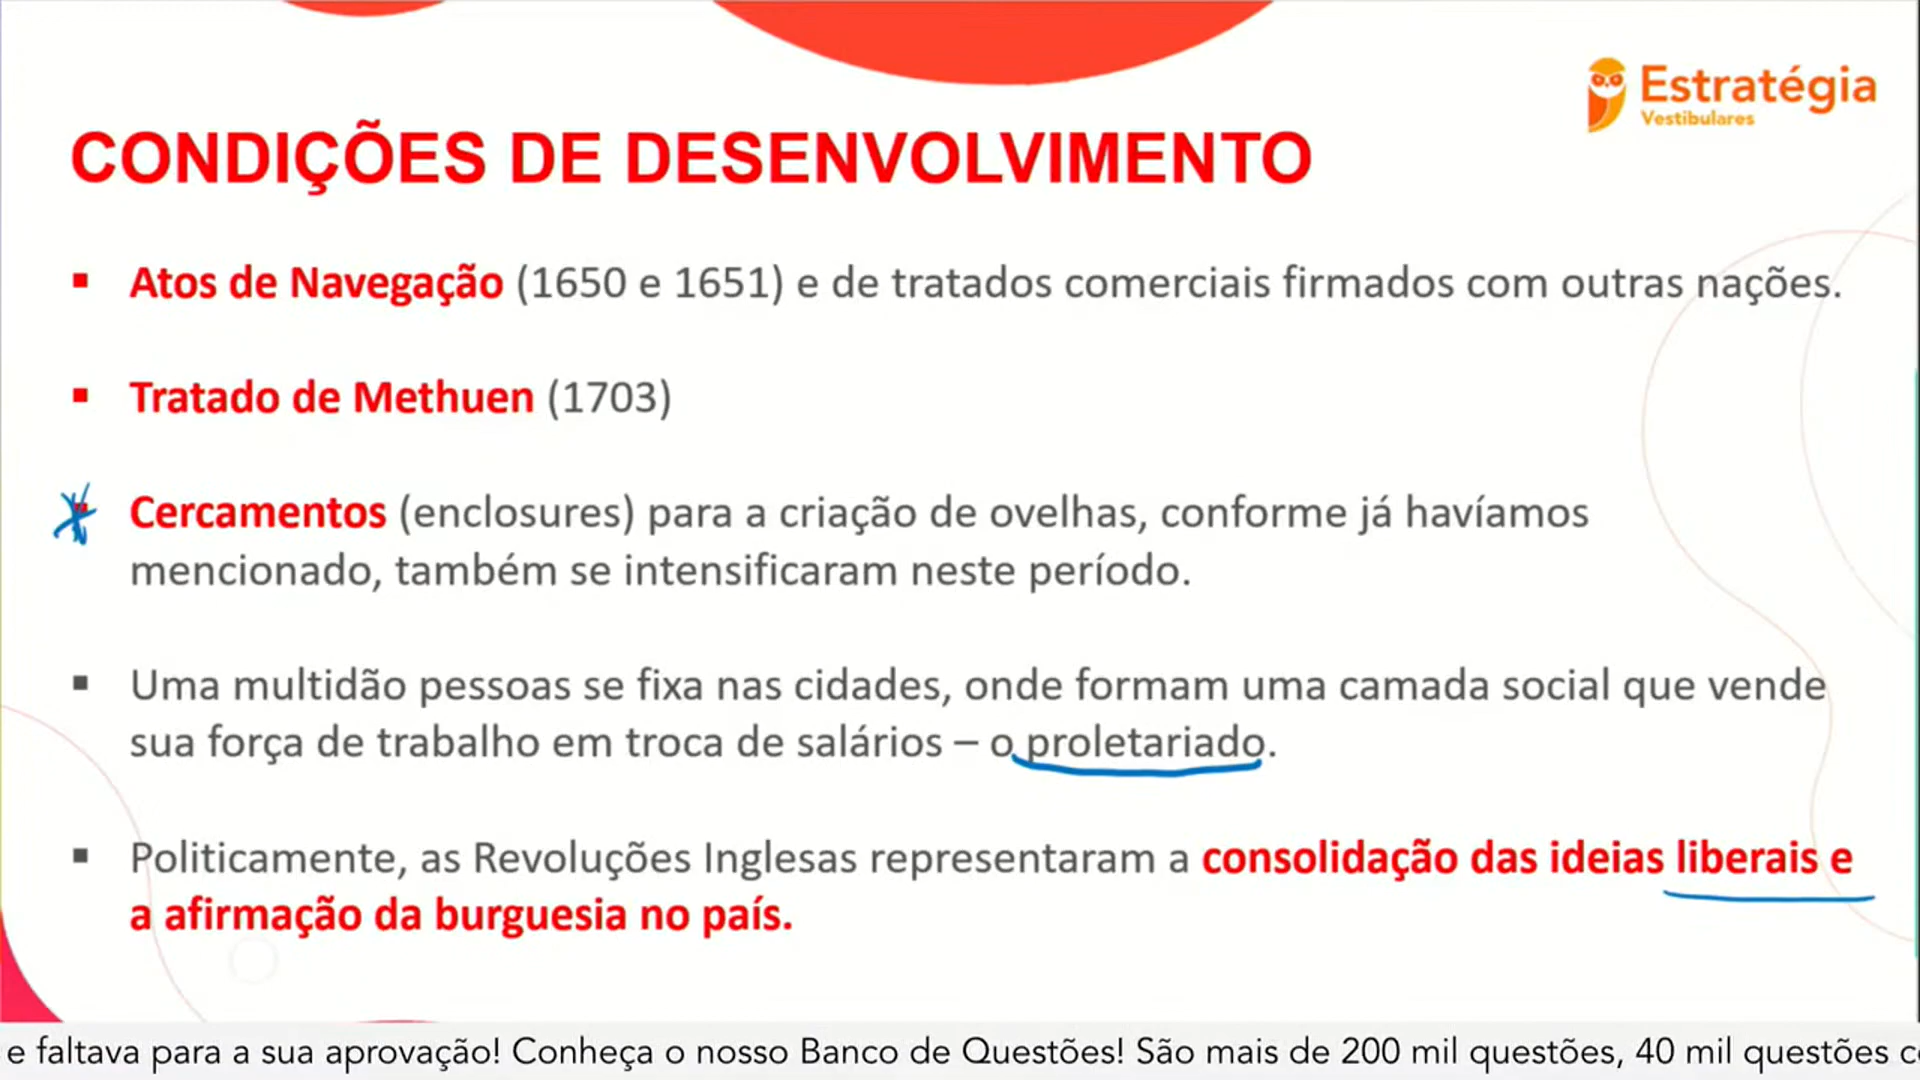 Estratégia
Vestibulares
CONDIÇÕES DE DESENVOLVIMENTO
▪ Atos de Navegação (1650 e 1651) e de tratados comerciais firmados com outras nações.
▪ Tratado de Methuen (1703)
Cercamentos (enclosures) para a criação de ovelhas, conforme já havíamos
mencionado, também se intensificaram neste período.
▪ Uma multidão pessoas se fixa nas cidades, onde formam uma camada social que vende
sua força de trabalho em troca de salários – o proletariado.
▪ Politicamente, as Revoluções Inglesas representaram a consolidação das ideias liberais e
a afirmação da burguesia no país.
e faltava para a sua aprovação! Conheça o nosso Banco de Questões! São mais de 200 mil questões, 40 mil questões c